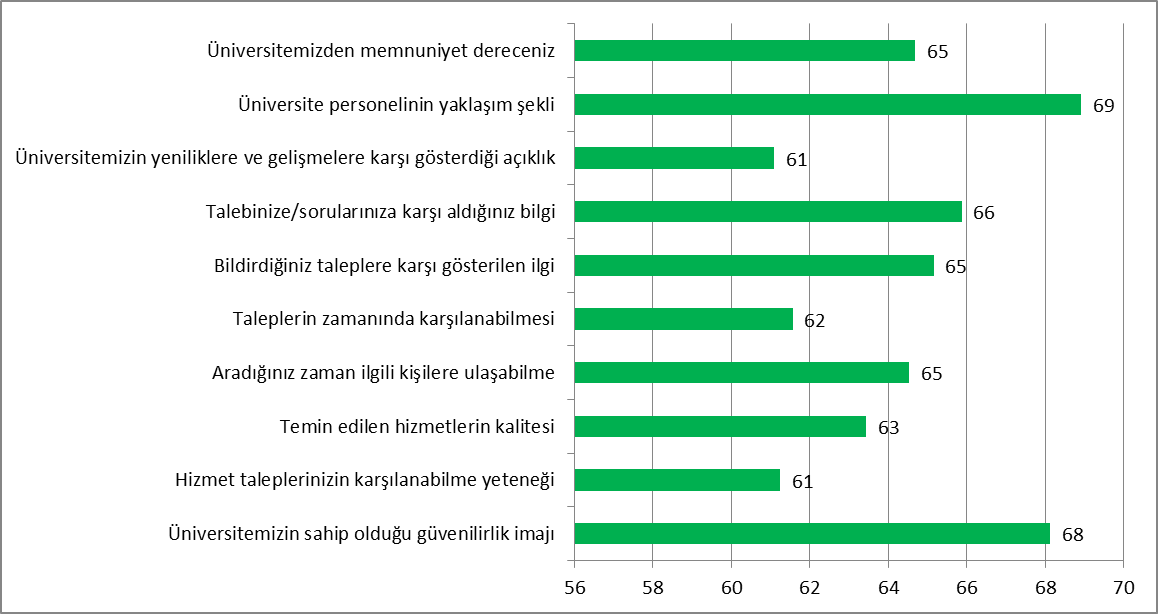 Üniversitemizden memnuniyet dereceniz 65
Üniversite personelinin yaklaşım şekli 69
Üniversitemizin yeniliklere ve gelişmelere karşı gösterdiği açıklık 61
Talebinize/sorularınıza karşı aldığınız bilgi 66
Bildirdiğiniz taleplere karşı gösterilen ilgi 65
Taleplerin zamanında karşılanabilmesi 62
Aradığınız zaman ilgili kişilere ulaşabilme 65
Temin edilen hizmetlerin kalitesi 63
Hizmet taleplerinizin karşılanabilme yeteneği 61
Üniversitemizin sahip olduğu güvenilirlik imajı 68
56 58 60 62 64 66 68 70